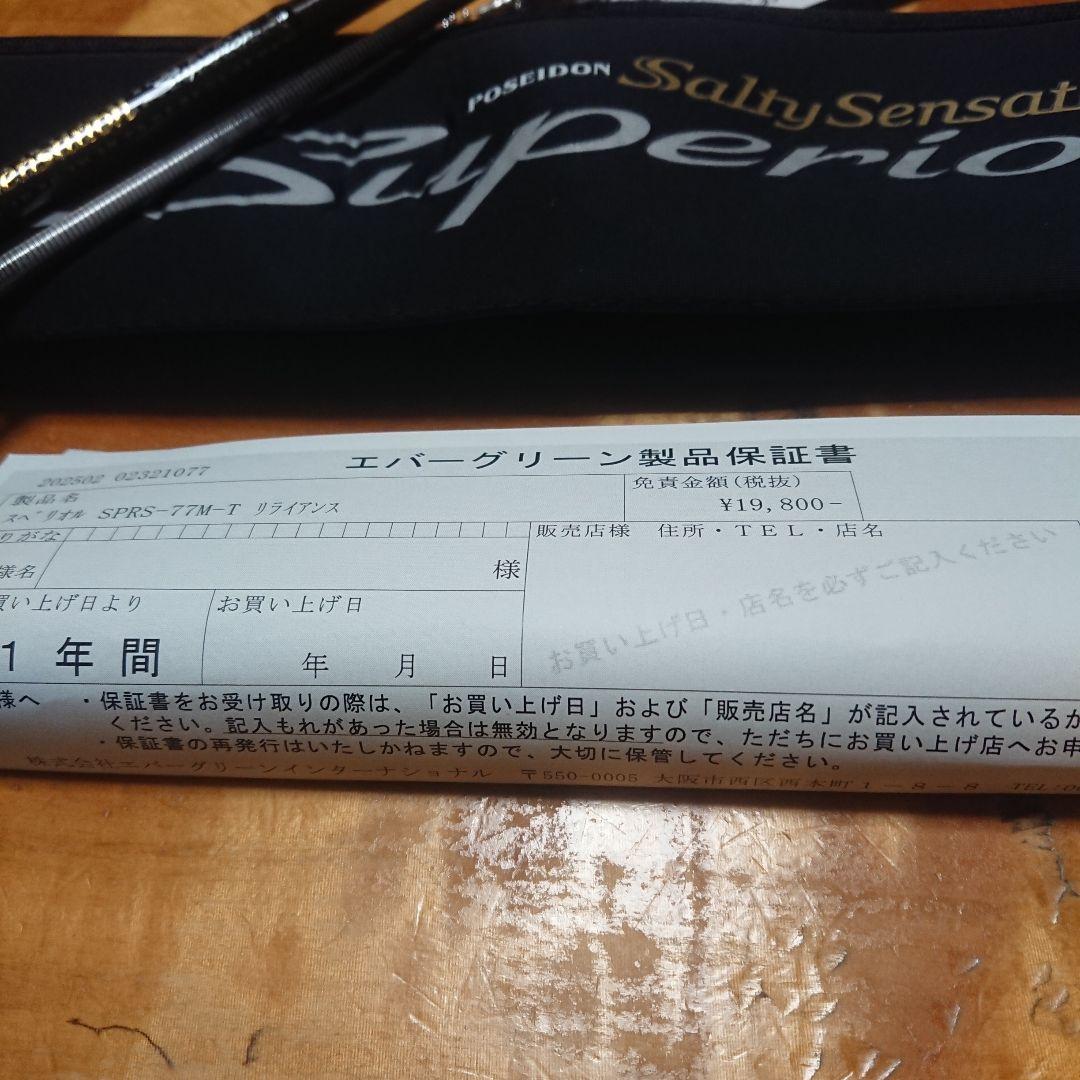 POSEIDON SSalty Sensat
Superio
エバーグリーン製品保証書
202502 02321077
製品名
スペリオル SPRS-77M-T リライアンス
免責金額(税抜)
¥19,800-
りがな
様名
様
販売店様 住所・TEL・店名
お買い上げ日・店名を必ずご記入ください
買い上げ日より
1年間
お買い上げ日
年 月 日
様へ ・保証書をお受け取りの際は、「お買い上げ日」および「販売店名」が記入されているか
ください。記入もれがあった場合は無効となりますので、ただちにお買い上げ店へお申
・保証書の再発行はいたしかねますので、大切に保管してください。
株式会社エバーグリーンインターナショナル 〒550-0005 大阪市西区西本町1-8-8 TEL:0